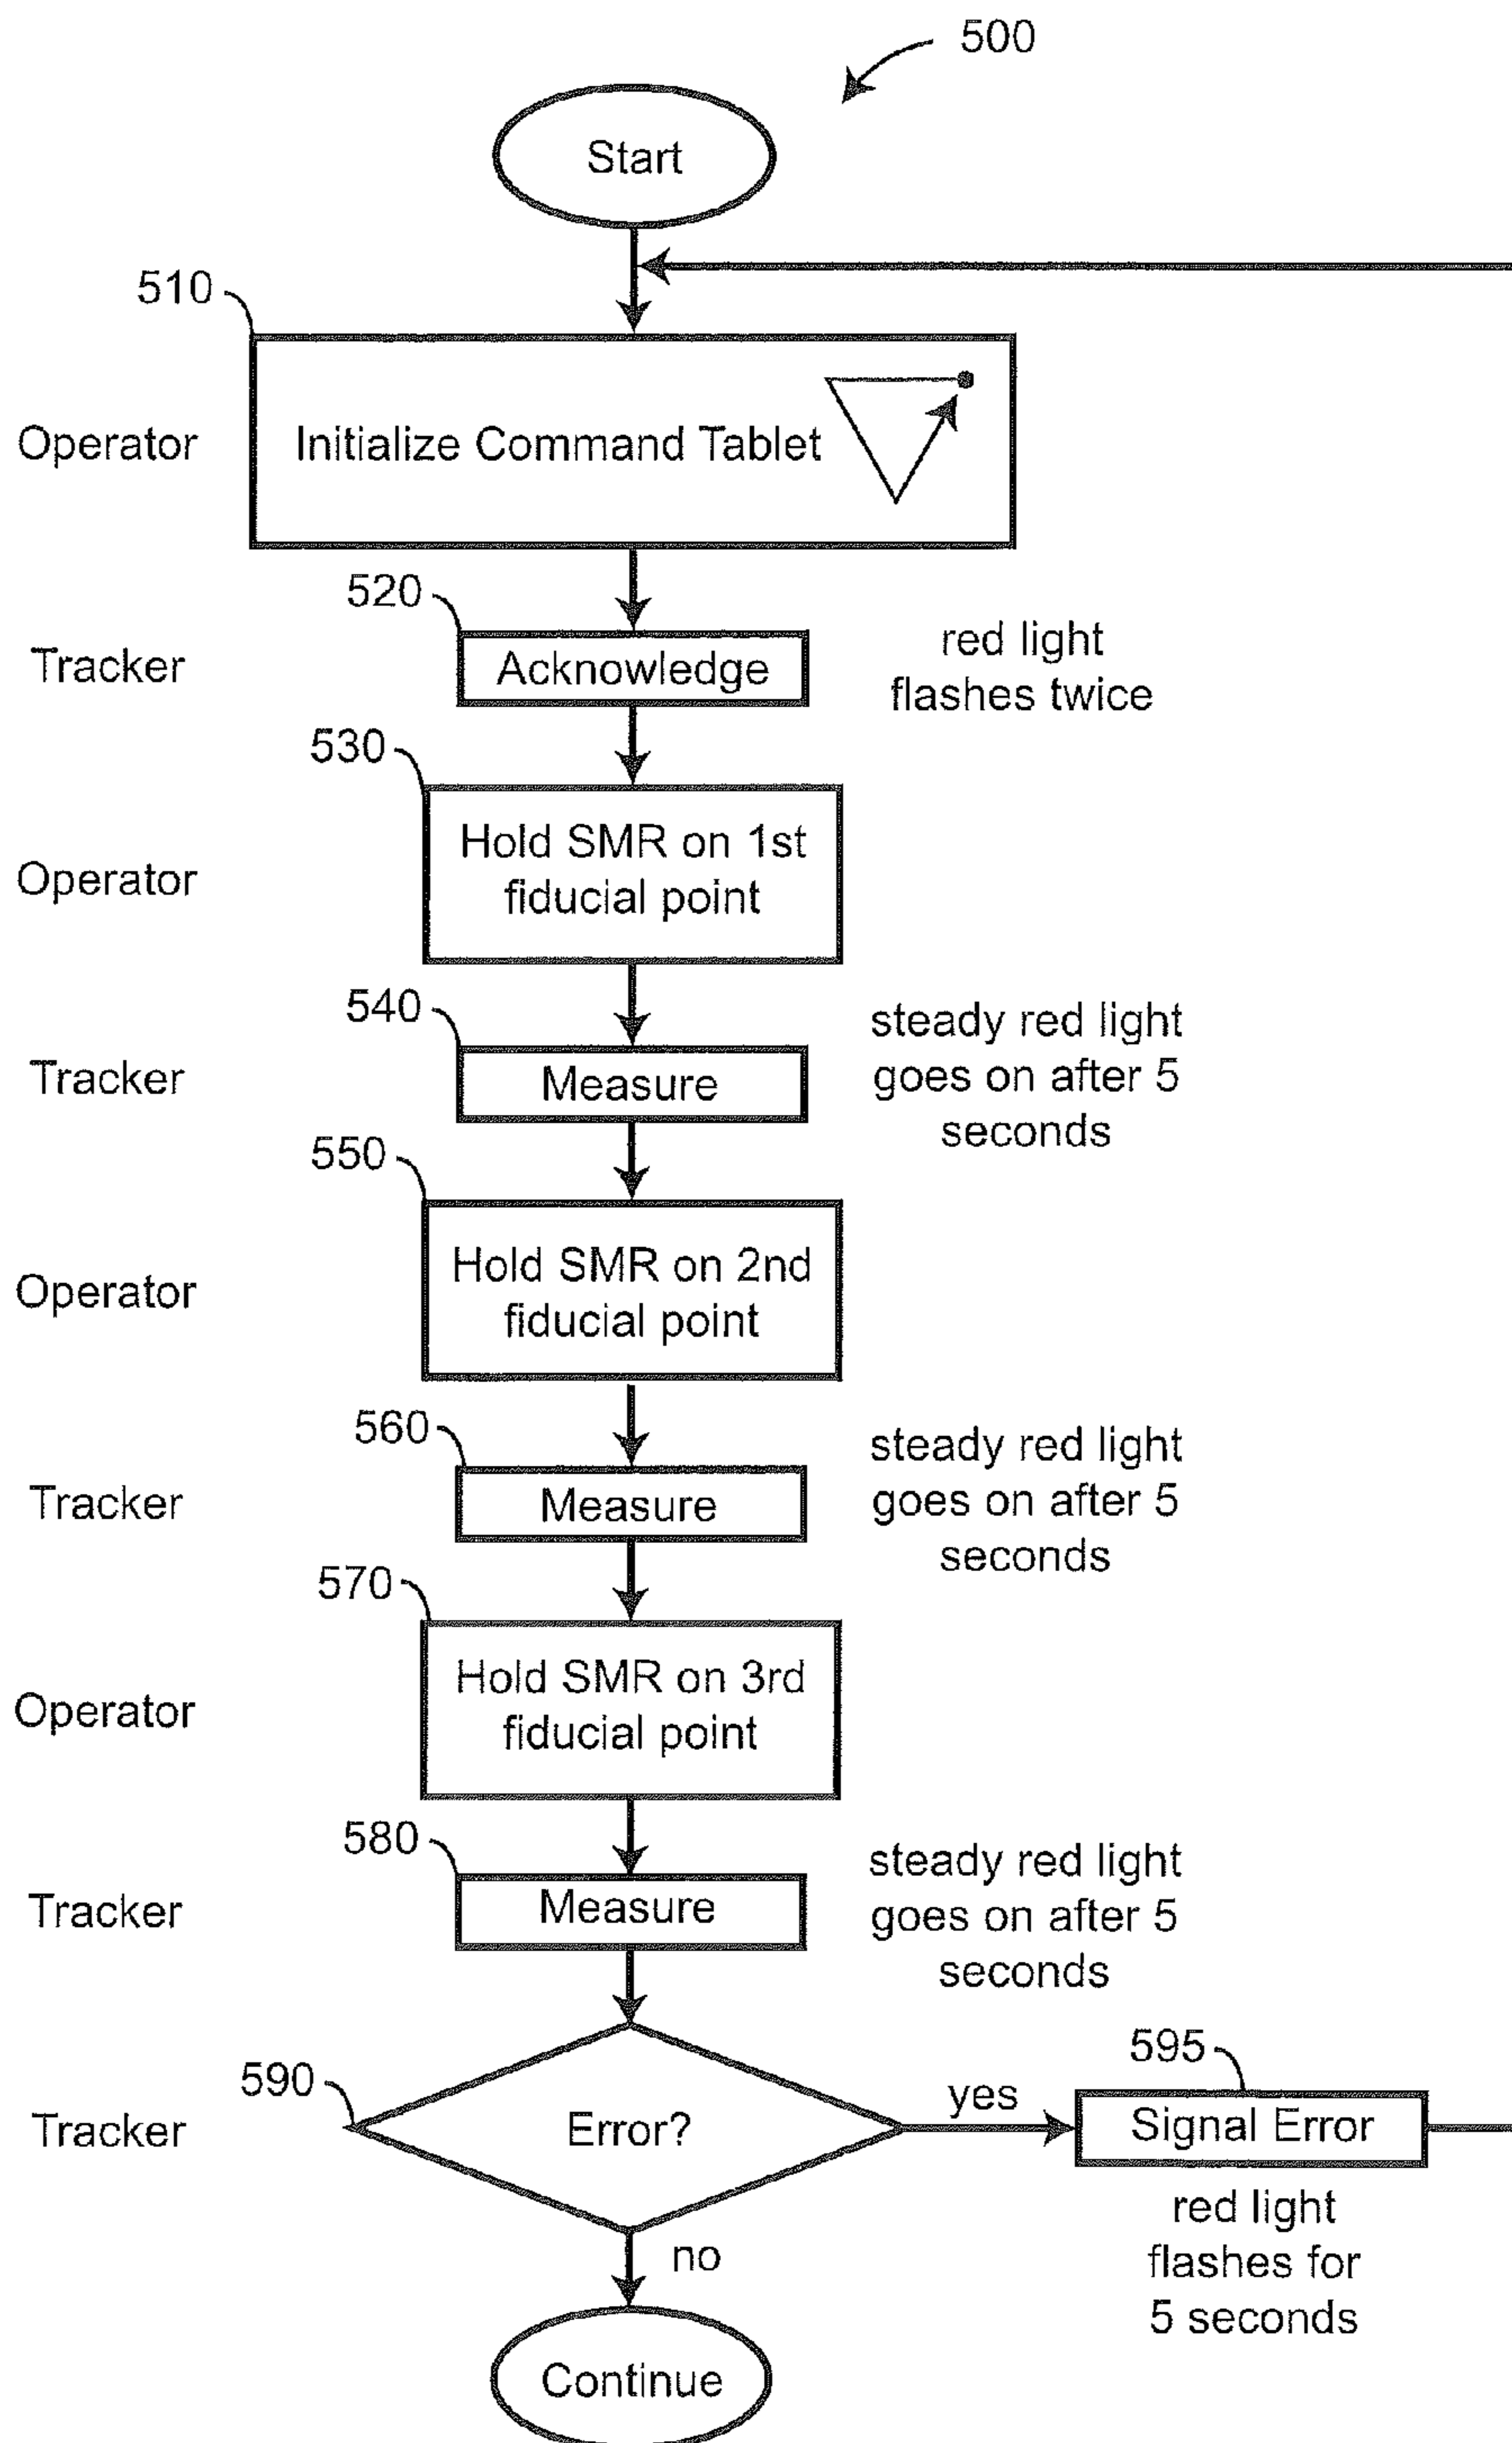 500
Start
510
Operator
Initialize Command Tablet
520
Tracker
Acknowledge
red light
flashes twice
530
Operator
Hold SMR on 1st
fiducial point
540
Tracker
Measure
steady red light
goes on after 5
seconds
550
Operator
Hold SMR on 2nd
fiducial point
560
Tracker
Measure
steady red light
goes on after 5
seconds
570
Operator
Hold SMR on 3rd
fiducial point
580
Tracker
Measure
steady red light
goes on after 5
seconds
590
Tracker
Error?
yes
595
Signal Error
red light
flashes for
5 seconds
no
Continue